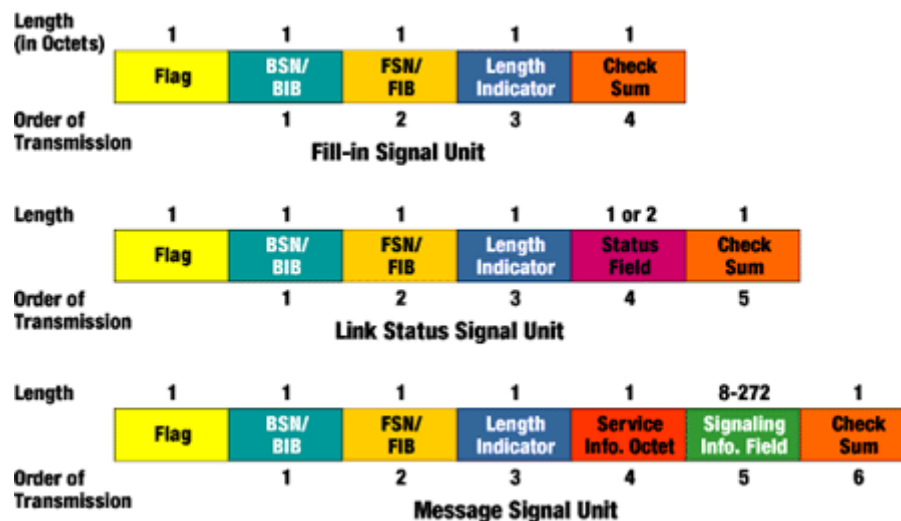 Length
(in Octets) 1 1 1 1 1
Flag BSN/ BIB FSN/ FIB Length Indicator Check Sum
Order of
Transmission 1 2 3 4
Fill-in Signal Unit
Length 1 1 1 1 1 or 2 1
Flag BSN/ BIB FSN/ FIB Length Indicator Status Field Check Sum
Order of
Transmission 1 2 3 4 5
Link Status Signal Unit
Length 1 1 1 1 1 8-272 1
Flag BSN/ BIB FSN/ FIB Length Indicator Service Info. Octet Signaling Info. Field Check Sum
Order of
Transmission 1 2 3 4 5 6
Message Signal Unit